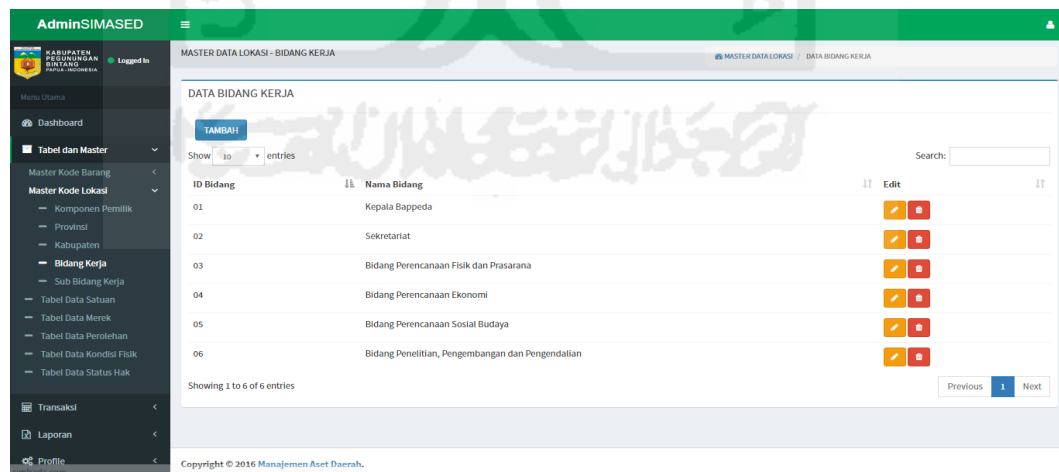 AdminSIMASED
KABUPATEN
PEGUNUNGAN
BINTANG
PAPUA - INDONESIA
Logged In
Menu Utama
Dashboard
Tabel dan Master
Master Kode Barang
Master Kode Lokasi
Komponen Pemilik
Provinsi
Kabupaten
Bidang Kerja
Sub Bidang Kerja
Tabel Data Satuan
Tabel Data Merek
Tabel Data Perolehan
Tabel Data Kondisi Fisik
Tabel Data Status Hak
Transaksi
Laporan
Profile
MASTER DATA LOKASI - BIDANG KERJA
MASTER DATA LOKASI / DATA BIDANG KERJA
DATA BIDANG KERJA
TAMBAH
Show 10 entries
Search:
ID Bidang Nama Bidang Edit
01 Kepala Bappeda
02 Sekretariat
03 Bidang Perencanaan Fisik dan Prasarana
04 Bidang Perencanaan Ekonomi
05 Bidang Perencanaan Sosial Budaya
06 Bidang Penelitian, Pengembangan dan Pengendalian
Showing 1 to 6 of 6 entries
Previous 1 Next
Copyright © 2016 Manajemen Aset Daerah.